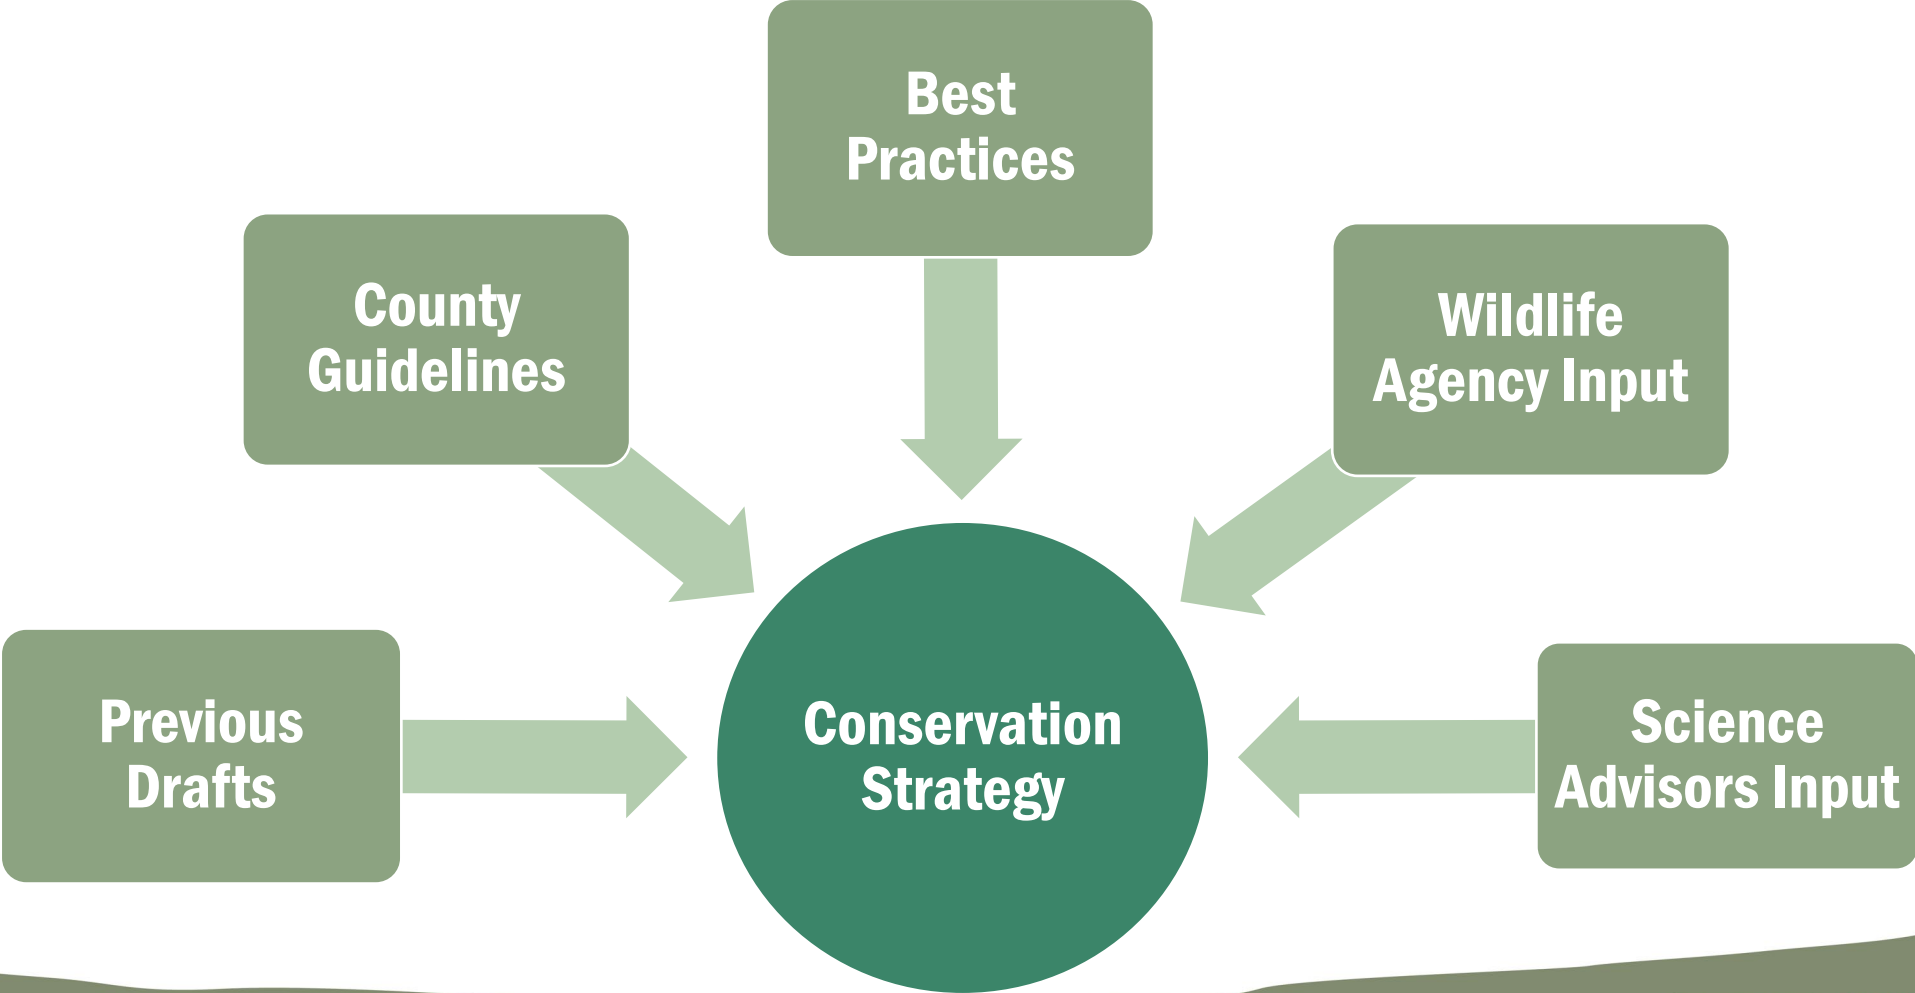 Best
Practices
County
Guidelines
Wildlife
Agency Input
Previous
Drafts
Conservation
Strategy
Science
Advisors Input